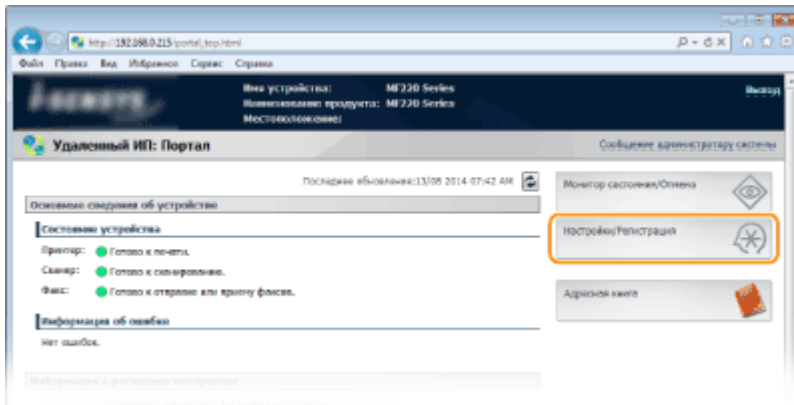 http://192.168.0.215/portal_top.html
Файл Правка Вид Избранное Сервис Справка
Имя устройства: MF220 Series
Наименование продукта: MF220 Series
Местоположение:
Выход
Удаленный ИП: Портал
Сообщение администратору системы
Последнее обновление:13/08 2014 07:42 AM
Основные сведения об устройстве
Состояние устройства
Принтер: Готово к печати.
Сканер: Готово к сканированию.
Факс: Готово к отправке или приему факсов.
Информация об ошибке
Нет ошибок.
Информация о расходных материалах
Монитор состояния/Отмена
Настройки/Регистрация
Адресная книга